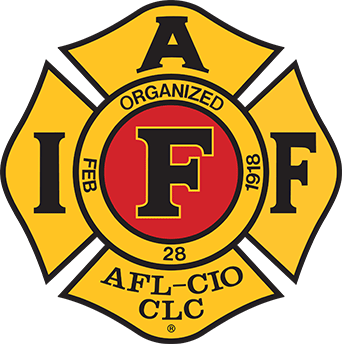 A
ORGANIZED
I
FEB
F
1918
F
28
AFL-CIO
CLC
®